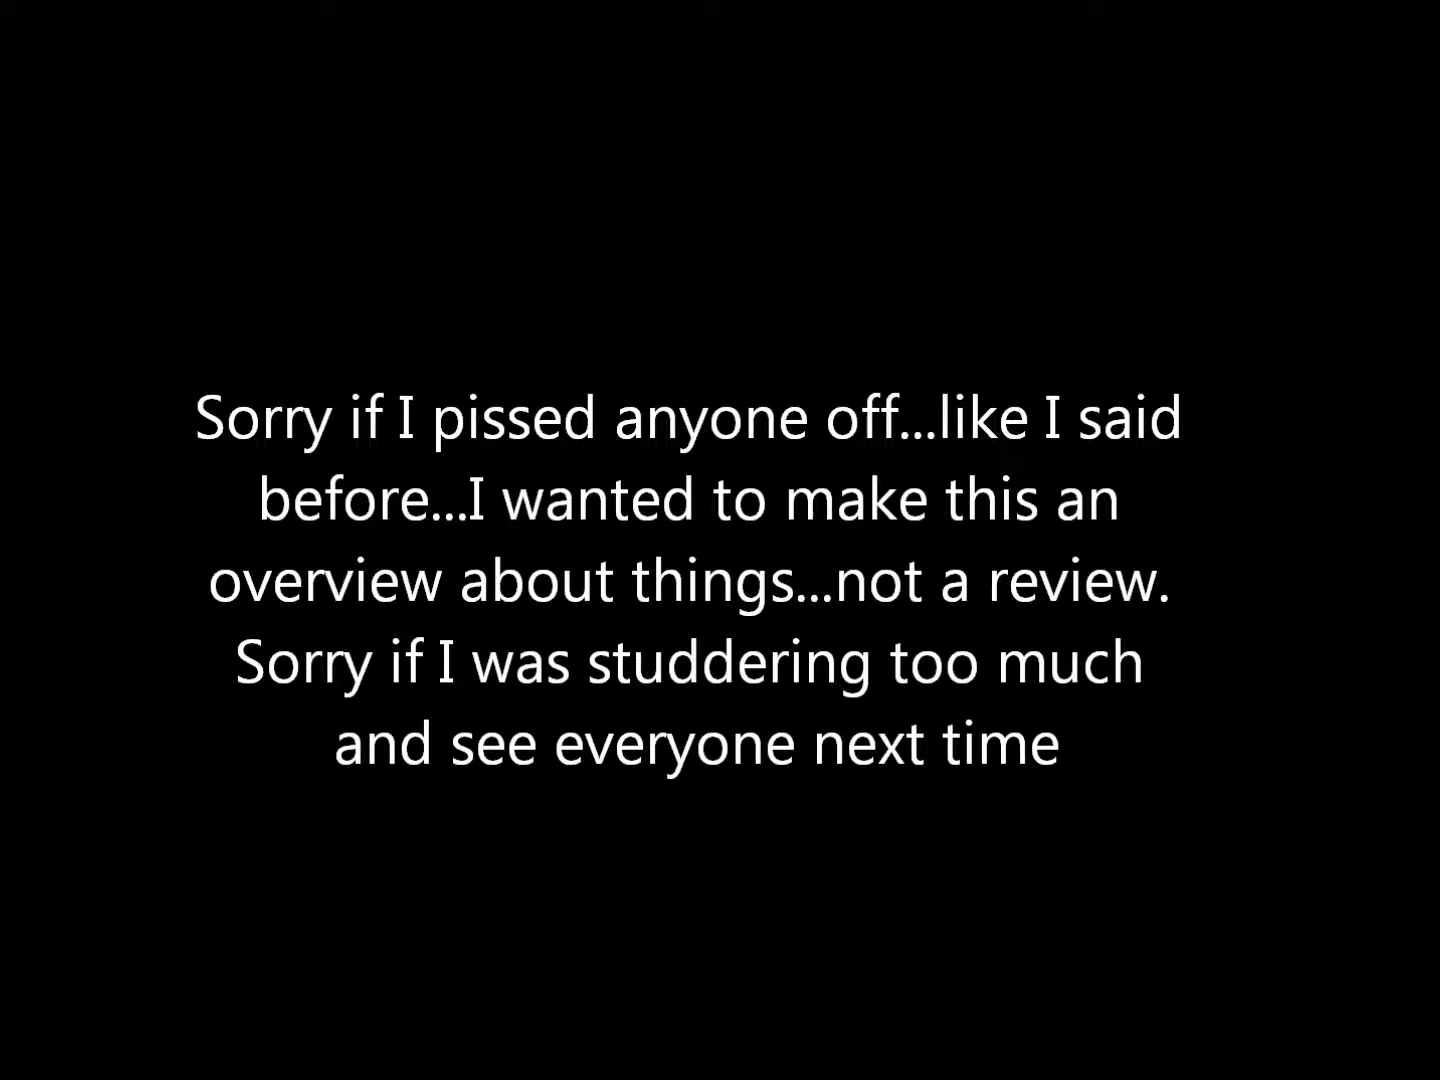 Sorry if I pissed anyone off...like I said
before...I wanted to make this an
overview about things...not a review.
Sorry if I was studdering too much
and see everyone next time